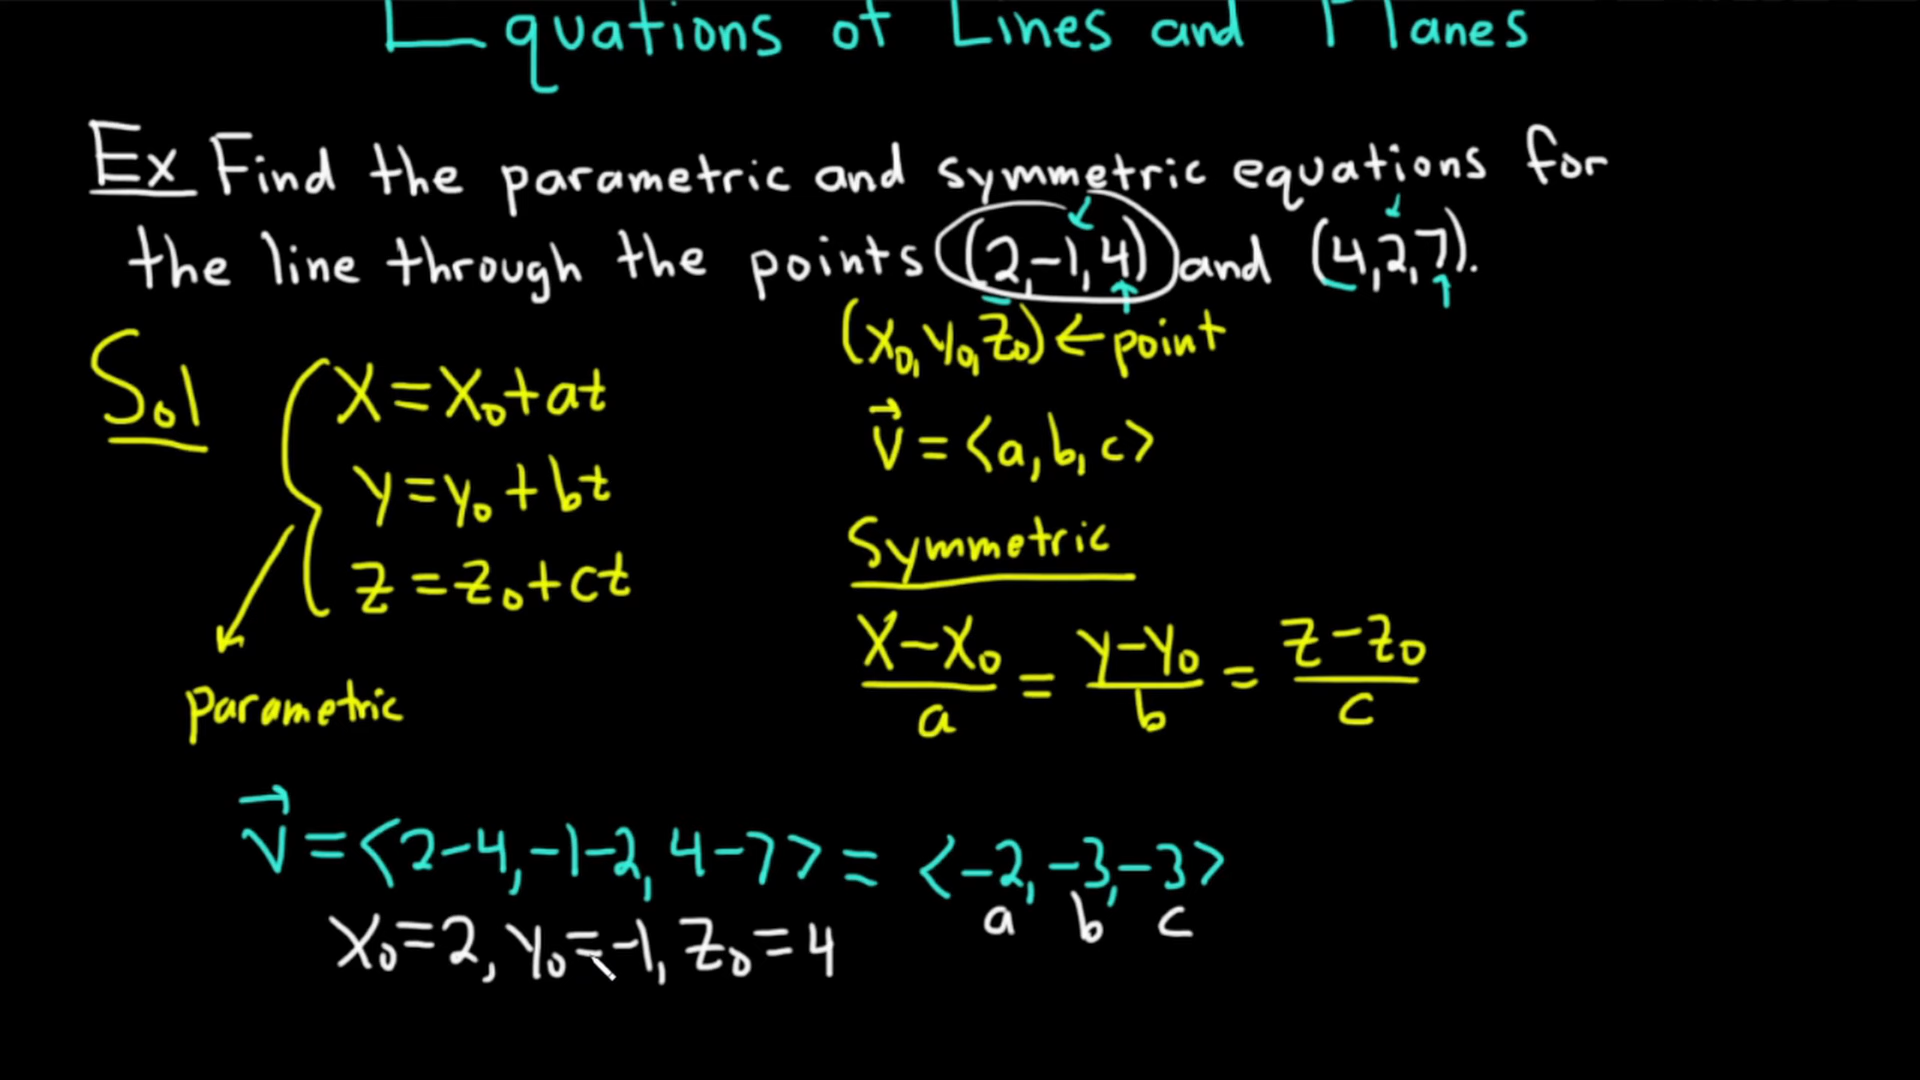 Equations of Lines and Planes
Ex Find the parametric and symmetric equations for
the line through the points (2,-1,4) and (4,2,7).
(x₀,y₀,z₀) ← point
Sol
x=x₀+at
y=y₀+bt
z=z₀+ct
parametric
v⃗ = <a,b,c>
Symmetric
(x-x₀)/a = (y-y₀)/b = (z-z₀)/c
v⃗ = <2-4,-1-2,4-7> = <-2,-3,-3>
a b c
x₀=2, y₀=-1, z₀=4